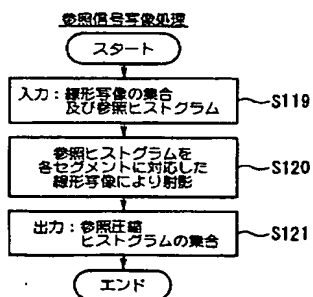 参照信号写像処理
スタート
入力：線形写像の集合
及び参照ヒストグラム
S119
参照ヒストグラムを
各セグメントに対応した
線形写像により射影
S120
出力：参照圧縮
ヒストグラムの集合
S121
エンド